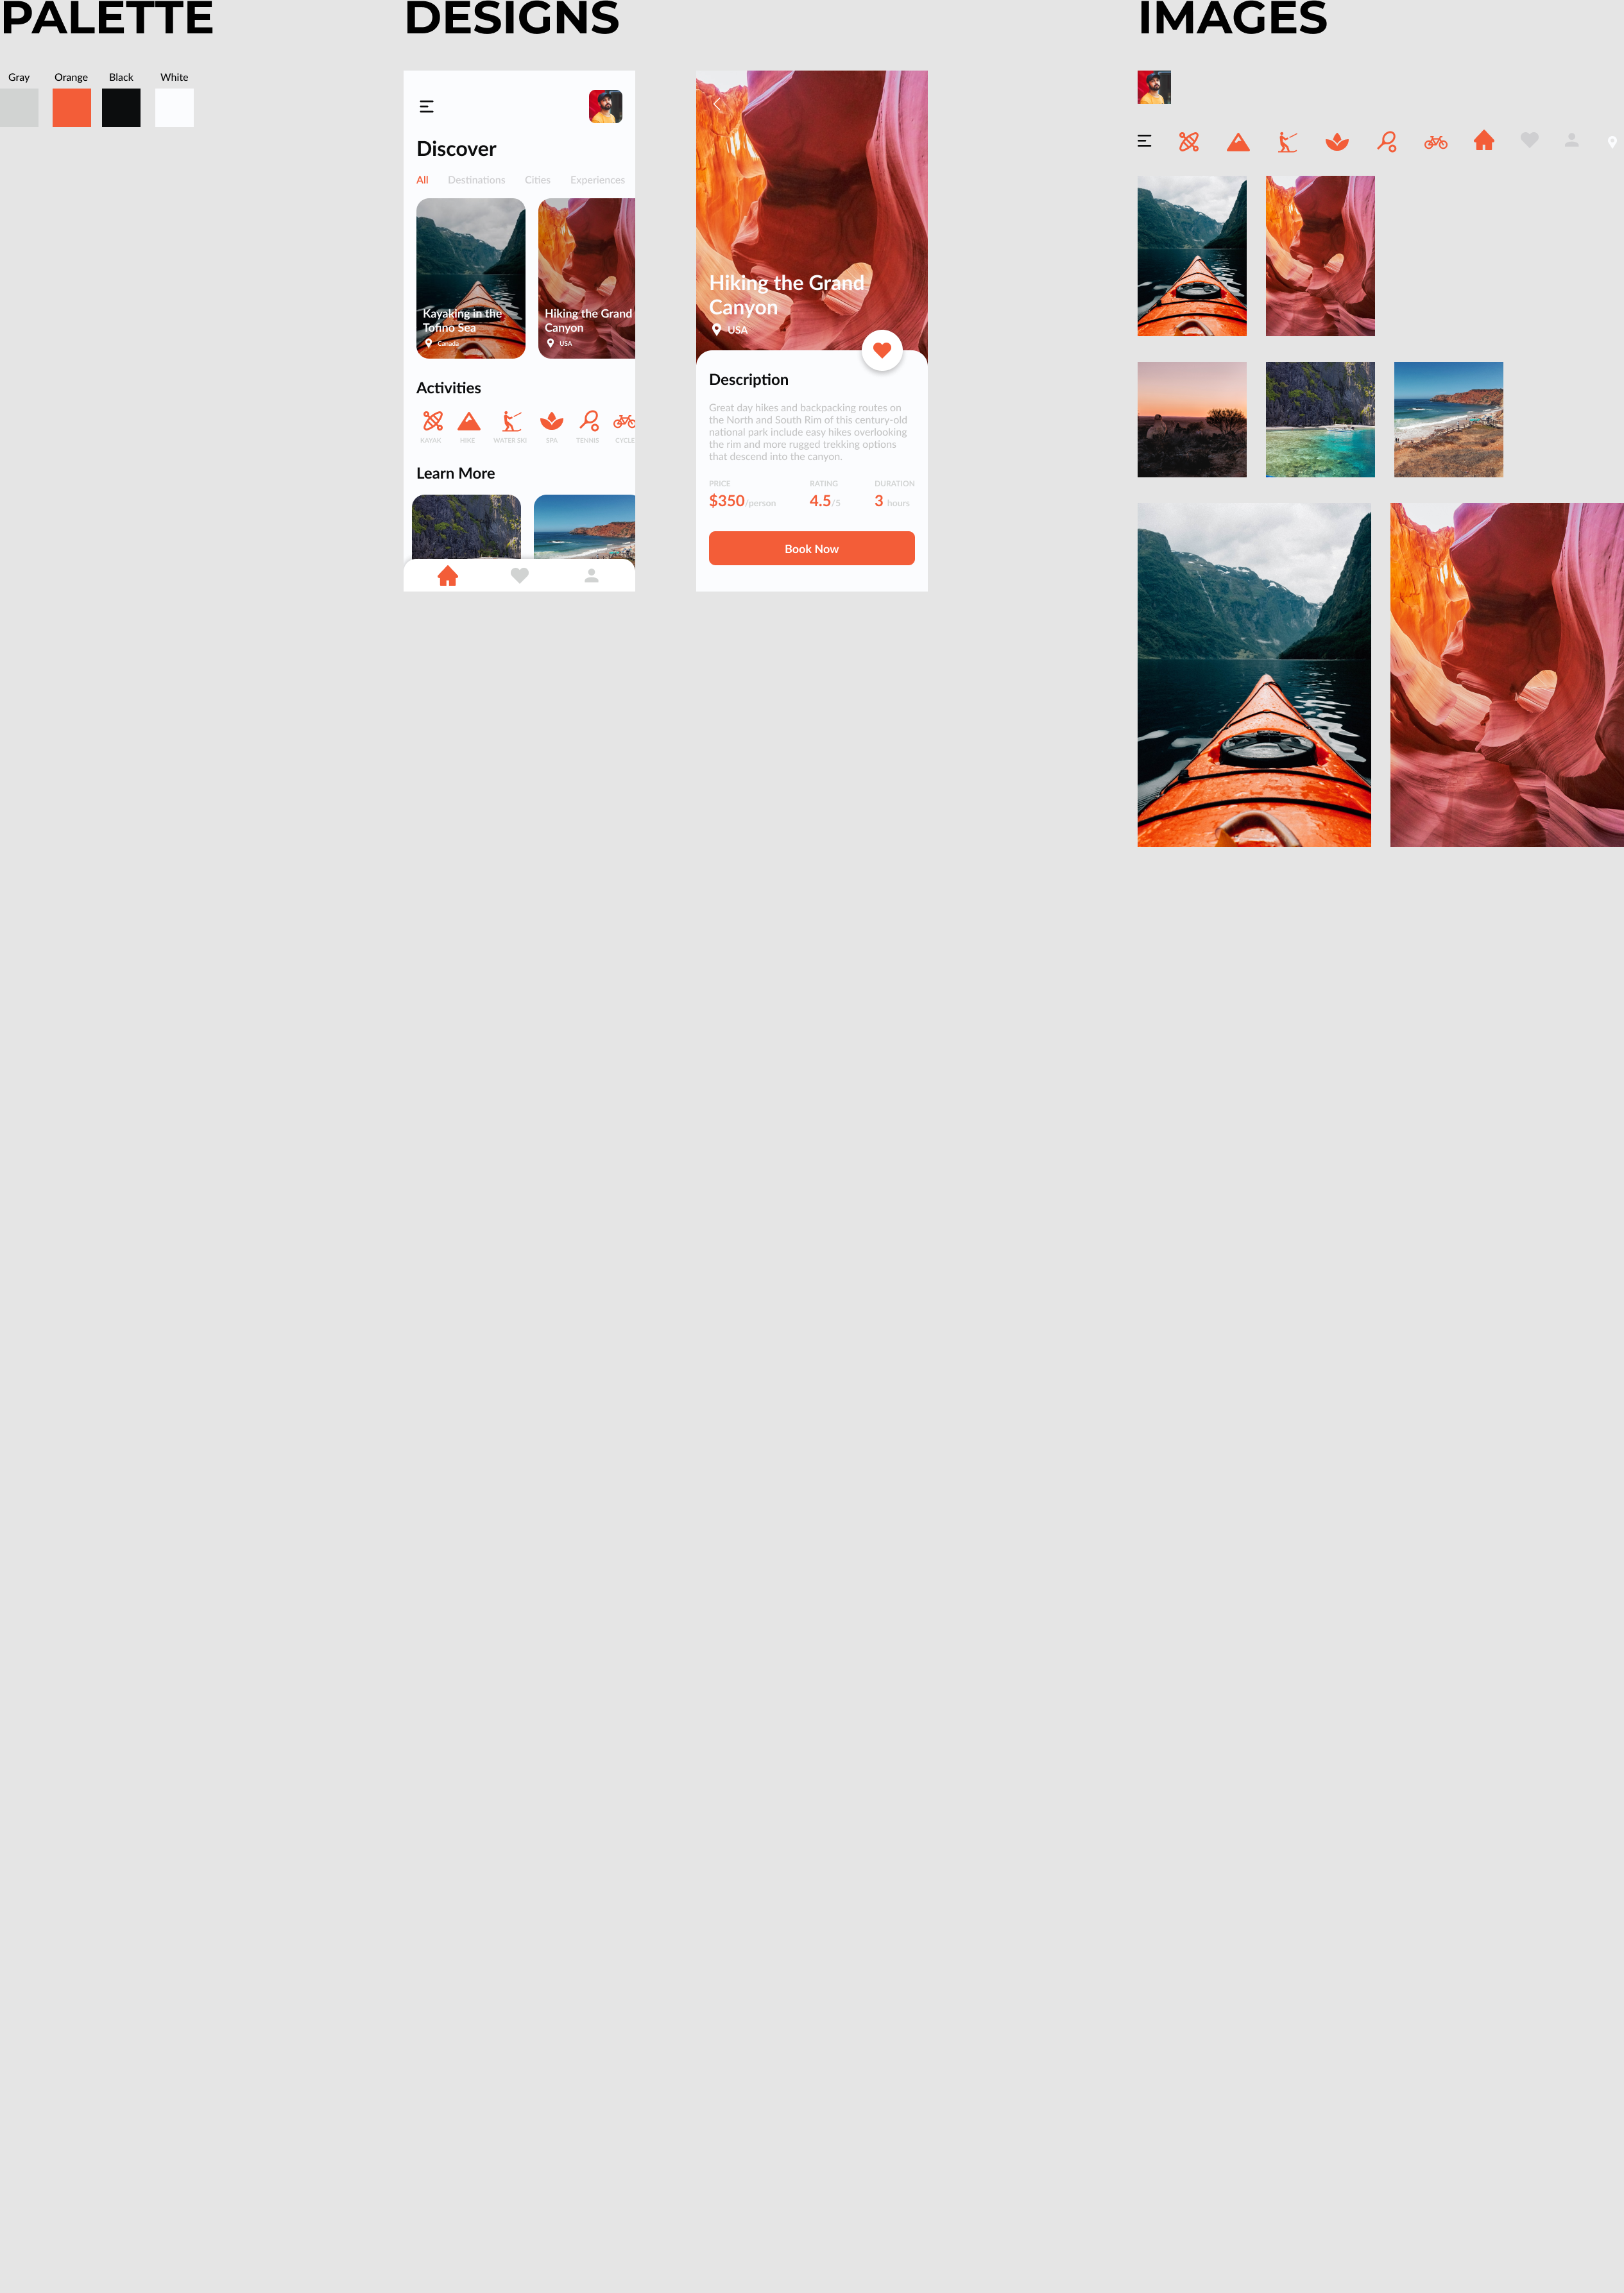 PALETTE
Gray
Orange
Black
White
DESIGNS
Discover
All
Destinations
Cities
Experiences
Kayaking in the
Tofino Sea
Canada
Hiking the Grand
Canyon
USA
Activities
KAYAK
HIKE
WATER SKI
SPA
TENNIS
CYCLE
Learn More
Hiking the Grand
Canyon
USA
Description
Great day hikes and backpacking routes on
the North and South Rim of this century-old
national park include easy hikes overlooking
the rim and more rugged trekking options
that descend into the canyon.
PRICE
RATING
DURATION
$350/person
4.5/5
3 hours
Book Now
IMAGES